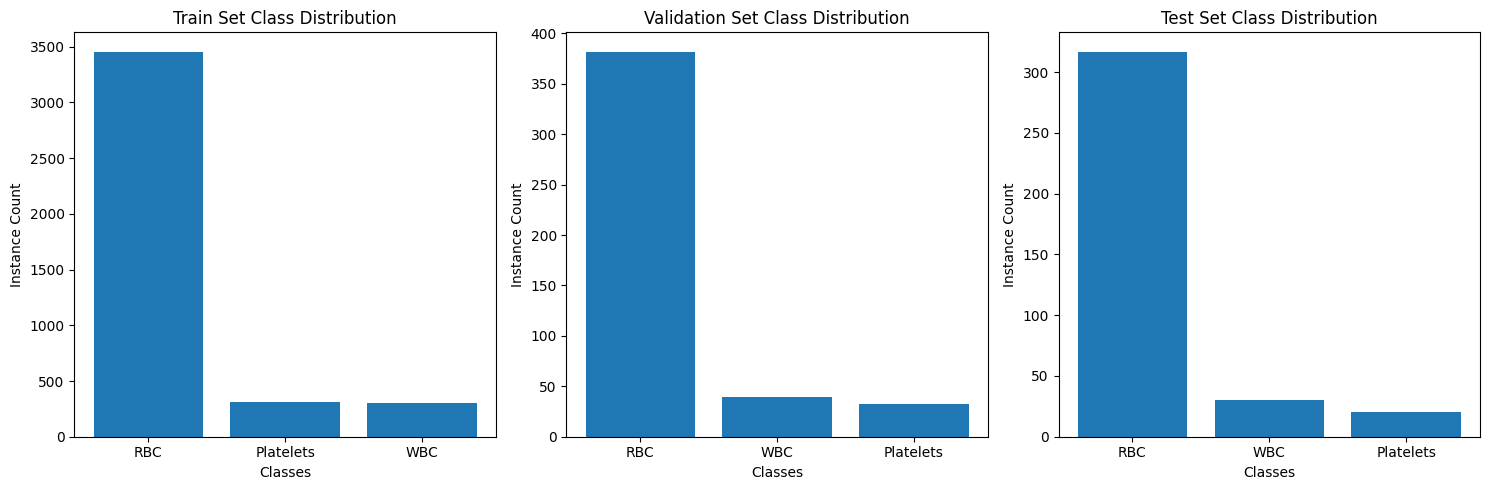 Train Set Class Distribution
3500
3000
2500
2000
1500
1000
500
0
Instance Count
RBC Platelets WBC
Classes
Validation Set Class Distribution
400
350
300
250
200
150
100
50
0
Instance Count
RBC WBC Platelets
Classes
Test Set Class Distribution
300
250
200
150
100
50
0
Instance Count
RBC WBC Platelets
Classes